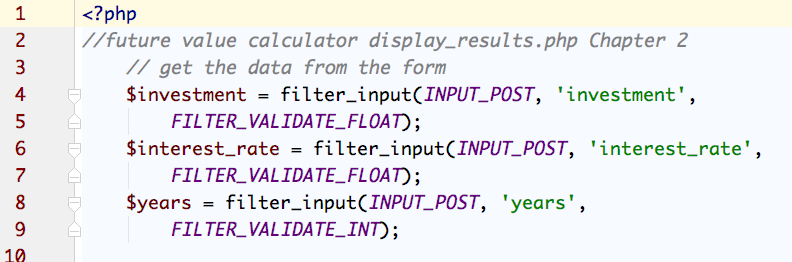 1 <?php
2 //future value calculator display_results.php Chapter 2
3 // get the data from the form
4 $investment = filter_input(INPUT_POST, 'investment',
5 FILTER_VALIDATE_FLOAT);
6 $interest_rate = filter_input(INPUT_POST, 'interest_rate',
7 FILTER_VALIDATE_FLOAT);
8 $years = filter_input(INPUT_POST, 'years',
9 FILTER_VALIDATE_INT);
10